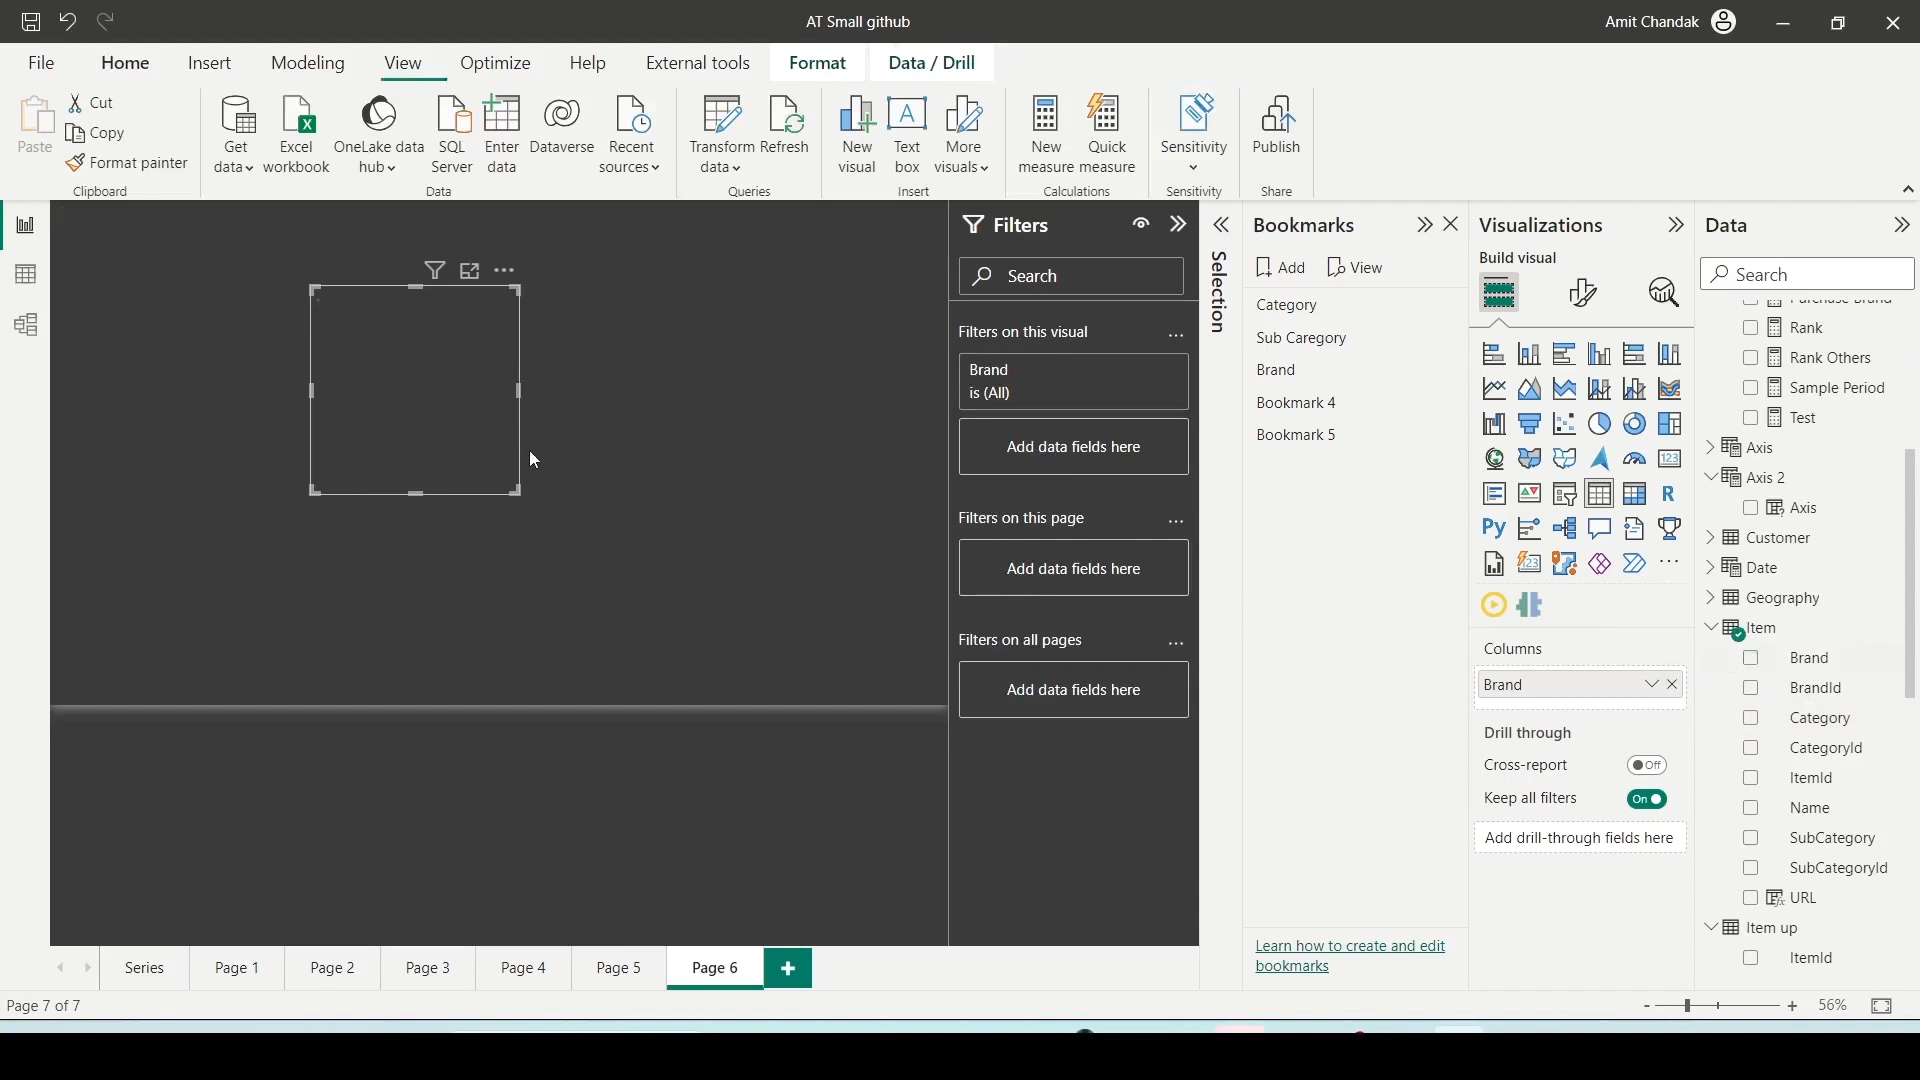 AT Small github
Amit Chandak
File
Home
Insert
Modeling
View
Optimize
Help
External tools
Format
Data / Drill
Paste
Cut
Copy
Format painter
Clipboard
Get
data
Excel
workbook
OneLake data
hub
SQL
Server
Enter
data
Dataverse
Recent
sources
Data
Transform
data
Refresh
Queries
New
visual
A
Text
box
More
visuals
Insert
New
measure
Quick
measure
Calculations
Sensitivity
Sensitivity
Publish
Share
Filters
Search
Filters on this visual
...
Brand
is (All)
Add data fields here
Filters on this page
...
Add data fields here
Filters on all pages
...
Add data fields here
Selection
Bookmarks
Add
View
Category
Sub Caregory
Brand
Bookmark 4
Bookmark 5
Learn how to create and edit
bookmarks
Visualizations
Build visual
123
R
Py
123
...
Columns
Brand
Drill through
Cross-report
Off
Keep all filters
On
Add drill-through fields here
Data
Search
Purchase Brand
Rank
Rank Others
Sample Period
Test
Axis
Axis 2
Axis
Customer
Date
Geography
Item
Brand
BrandId
Category
CategoryId
ItemId
Name
SubCategory
SubCategoryId
URL
Item up
ItemId
Series
Page 1
Page 2
Page 3
Page 4
Page 5
Page 6
+
Page 7 of 7
- + 56%